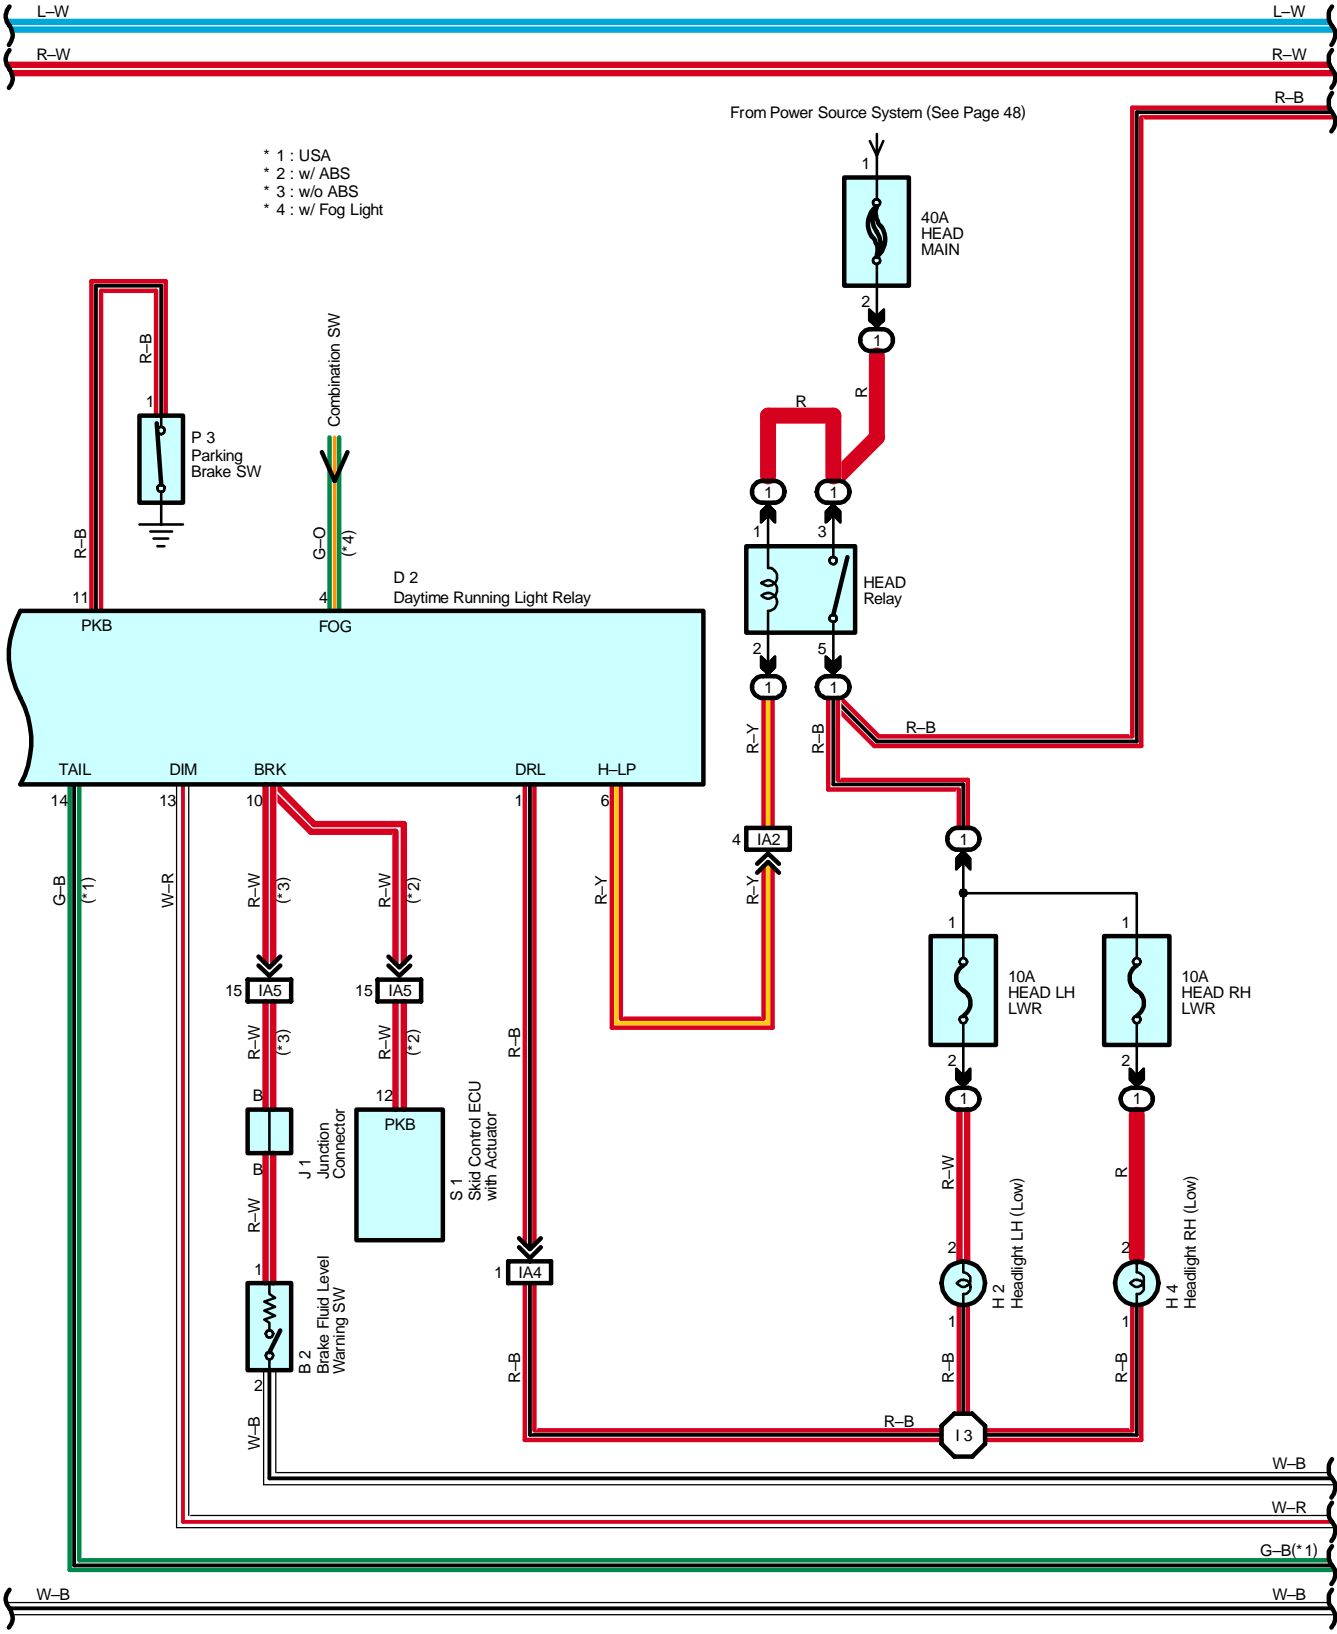 L–W
L–W
R–W
R–W
R–B
From Power Source System (See Page 48)
* 1 : USA
* 2 : w/ ABS
* 3 : w/o ABS
* 4 : w/ Fog Light
1
40A
HEAD
MAIN
2
1
R
R
R–B
1
P 3
Parking
Brake SW
Combination SW
1
1
1
3
R–B
G–O
(*4)
HEAD
Relay
D 2
Daytime Running Light Relay
11
4
PKB
FOG
2
5
1
1
R–Y
R–B
R–B
TAIL
DIM
BRK
DRL
H–LP
14
13
10
1
6
4
IA2
1
G–B
(*1)
W–R
R–W
(*3)
R–W
(*2)
R–Y
R–Y
1
1
15
IA5
15
IA5
10A
HEAD LH
LWR
10A
HEAD RH
LWR
R–W
(*3)
R–W
(*2)
R–B
2
2
B
12
1
1
PKB
J 1
Junction
Connector
S 1
Skid Control ECU
with Actuator
B
R–W
R–W
R
2
2
H 2
Headlight LH (Low)
H 4
Headlight RH (Low)
1
1
IA4
1
1
B 2
Brake Fluid Level
Warning SW
2
R–B
R–B
R–B
W–B
R–B
I 3
W–B
W–R
G–B(*1)
W–B
W–B